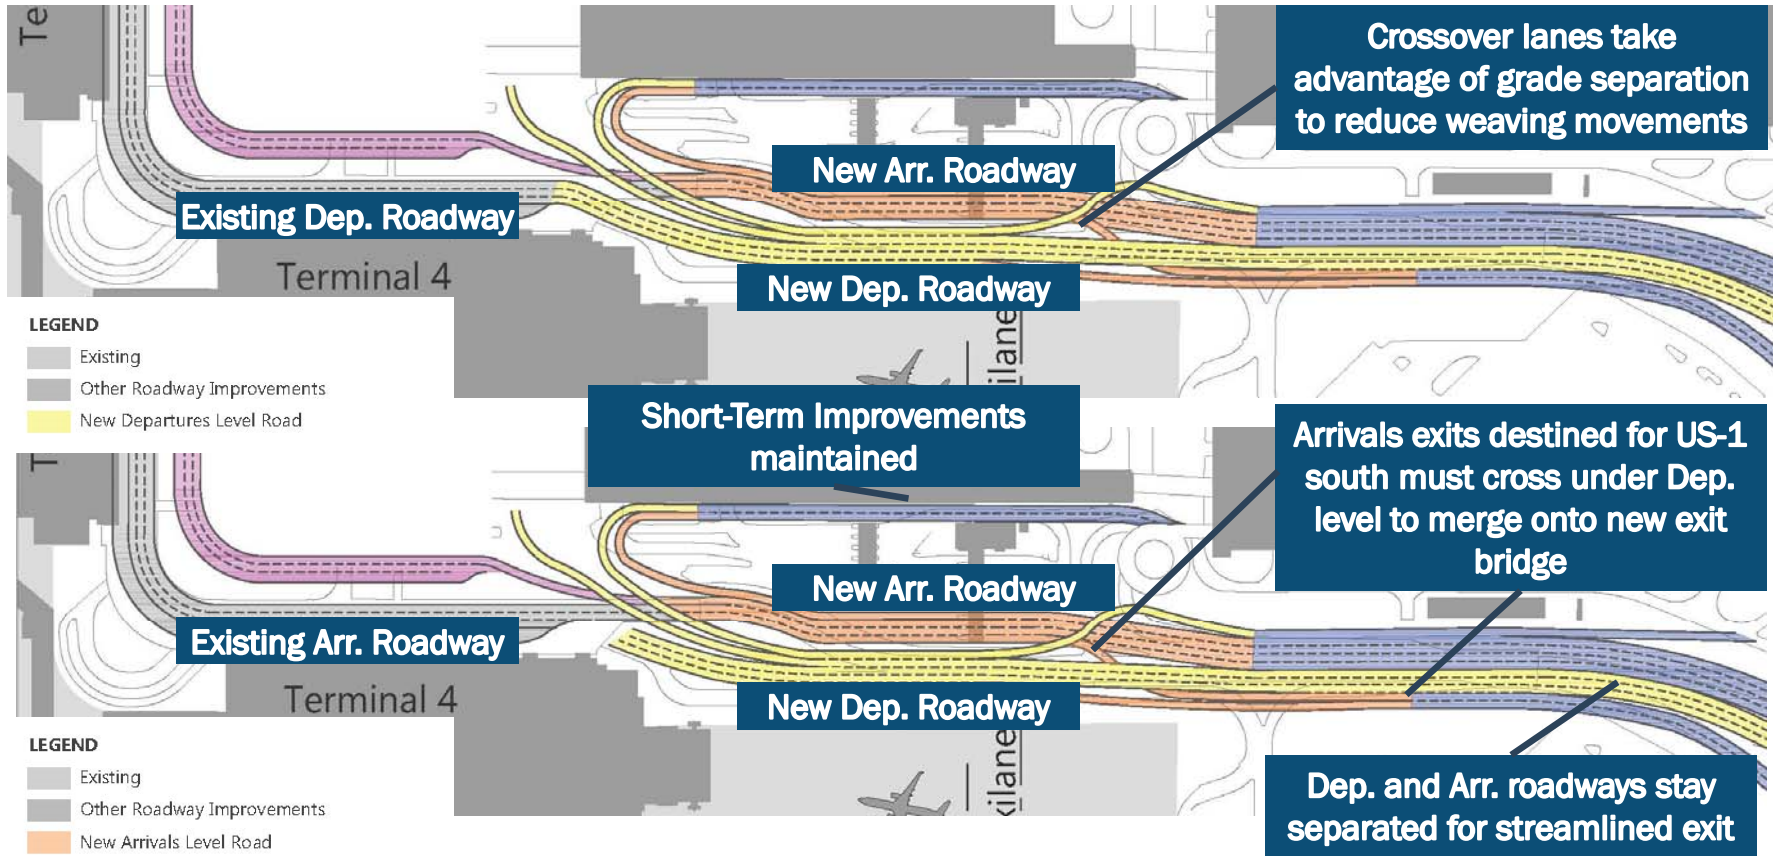 Te
Crossover lanes take
advantage of grade separation
to reduce weaving movements
New Arr. Roadway
Existing Dep. Roadway
Terminal 4
New Dep. Roadway
LEGEND
Existing
Other Roadway Improvements
New Departures Level Road
ilane
Short-Term Improvements
maintained
Arrivals exits destined for US-1
south must cross under Dep.
level to merge onto new exit
bridge
T
New Arr. Roadway
Existing Arr. Roadway
Terminal 4
New Dep. Roadway
LEGEND
Existing
Other Roadway Improvements
New Arrivals Level Road
xilane
Dep. and Arr. roadways stay
separated for streamlined exit